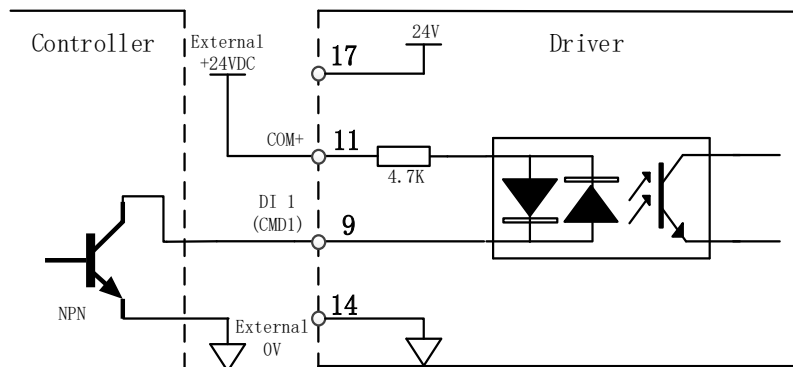 Controller
External
+24VDC
17
24V
Driver
COM+
11
4.7K
DI 1
(CMD1)
9
NPN
External
0V
14